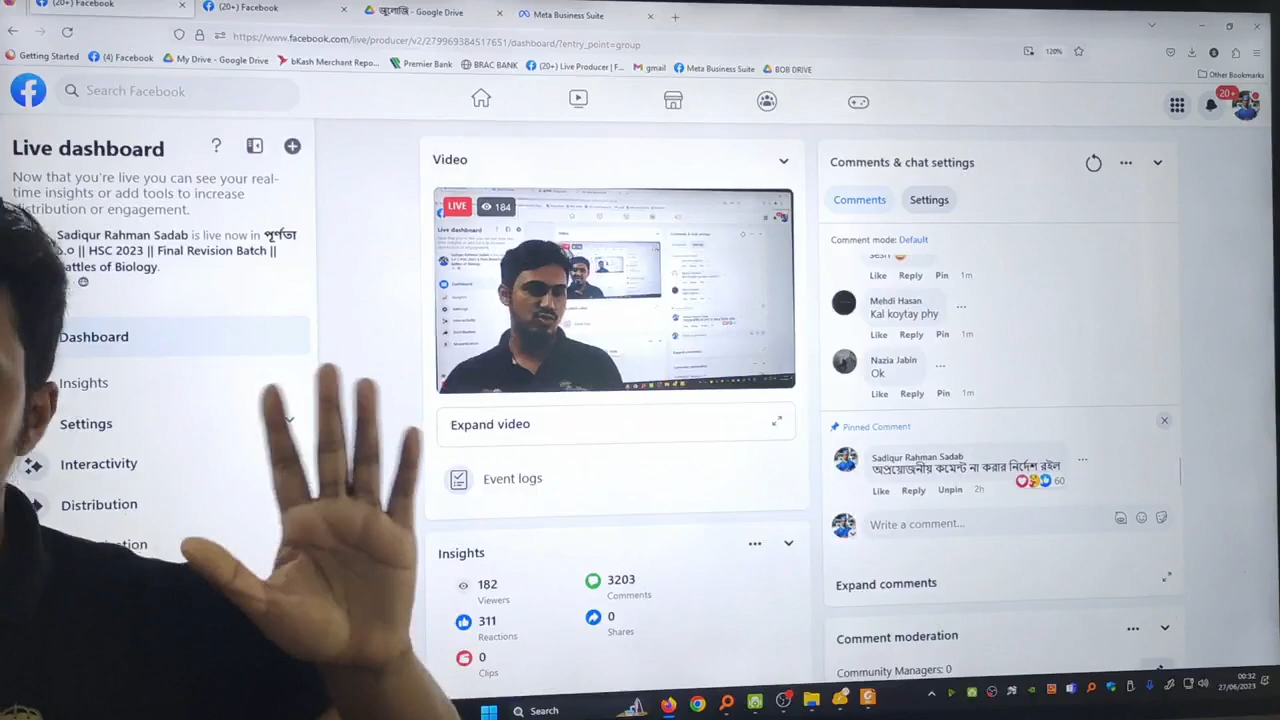 (20+) Facebook
(20+) Facebook
Google Drive
Meta Business Suite
https://www.facebook.com/live/producer/v2/279969384517651/dashboard/?entry_point=group
120%
Getting Started
(4) Facebook
My Drive - Google Drive
bKash Merchant Repo...
Premier Bank
BRAC BANK
(20+) Live Producer | F...
gmail
Meta Business Suite
BOB DRIVE
Other Bookmarks
Search Facebook
20+
Live dashboard
Now that you're live you can see your real-
time insights or add tools to increase
distribution or engagement.
Sadiqur Rahman Sadab is live now in পূর্ণতা
|| HSC 2023 || Final Revision Batch ||
attles of Biology.
Dashboard
Insights
Settings
Interactivity
Distribution
Video
LIVE
184
Live dashboard
Expand video
Event logs
Insights
182
Viewers
3203
Comments
311
Reactions
0
Shares
0
Clips
Comments & chat settings
Comments
Settings
Comment mode: Default
Like Reply Pin 1m
Mehdi Hasan
Kal koytay phy
Like Reply Pin 1m
Nazia Jabin
Ok
Like Reply Pin 1m
Pinned Comment
Sadiqur Rahman Sadab
অপ্রয়োজনীয় কমেন্ট না করার নির্দেশ রইল
60
Like Reply Unpin 2h
Write a comment...
Expand comments
Comment moderation
Community Managers: 0
Search
00:32
27/06/2023